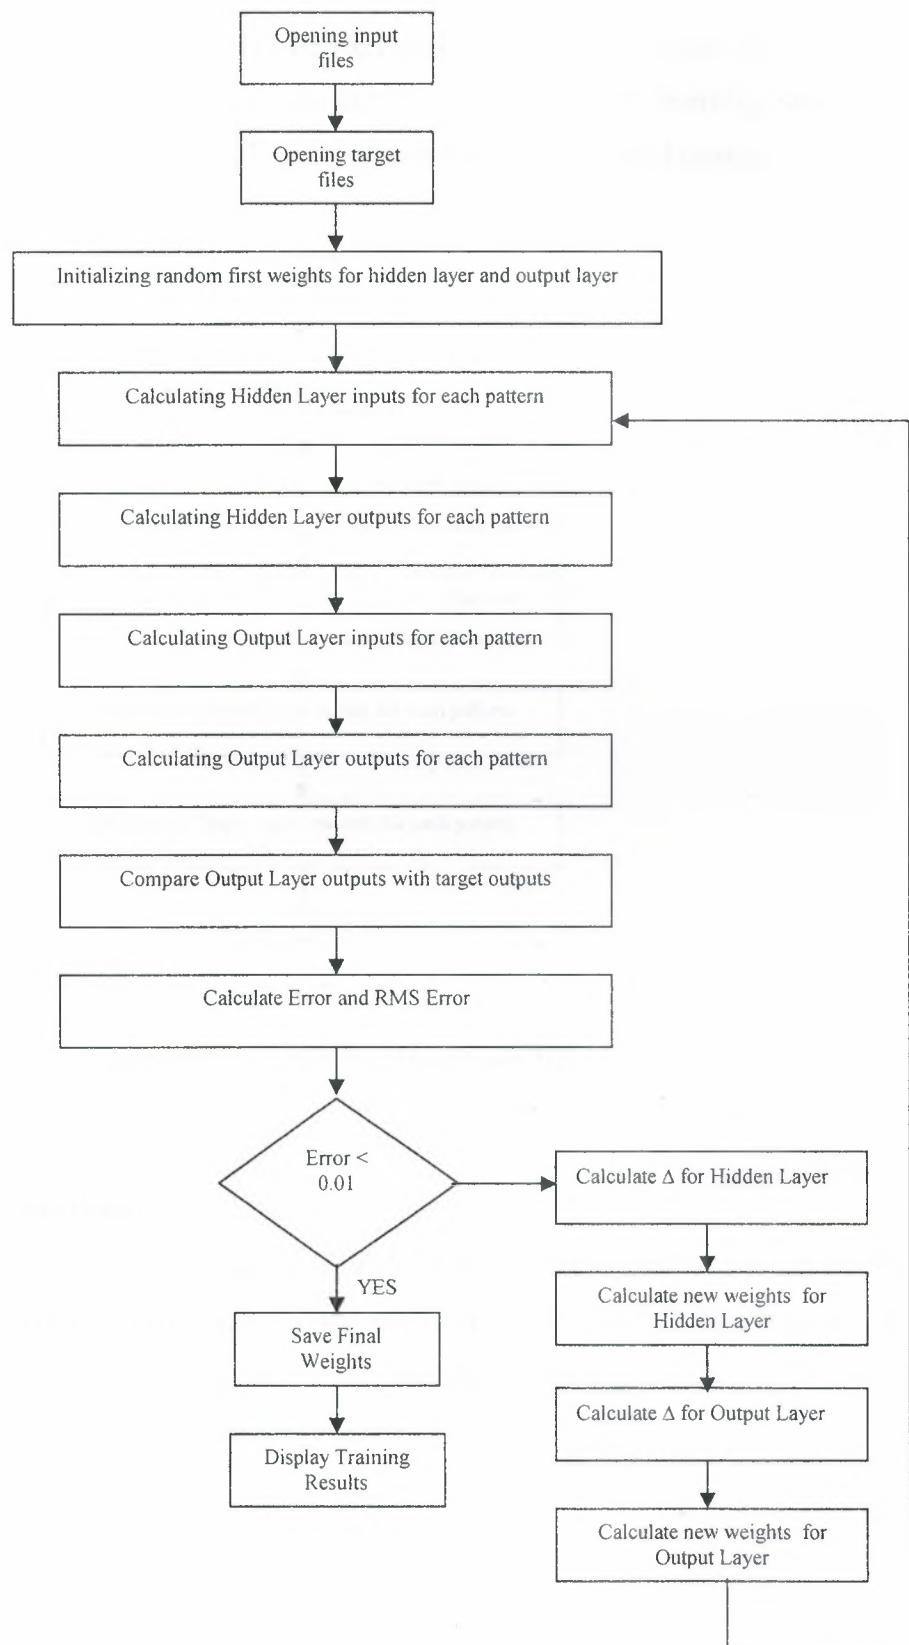 Opening input
files
Opening target
files
Initializing random first weights for hidden layer and output layer
Calculating Hidden Layer inputs for each pattern
Calculating Hidden Layer outputs for each pattern
Calculating Output Layer inputs for each pattern
Calculating Output Layer outputs for each pattern
Compare Output Layer outputs with target outputs
Calculate Error and RMS Error
Error <
0.01
YES
Save Final
Weights
Display Training
Results
Calculate Δ for Hidden Layer
Calculate new weights for
Hidden Layer
Calculate Δ for Output Layer
Calculate new weights for
Output Layer